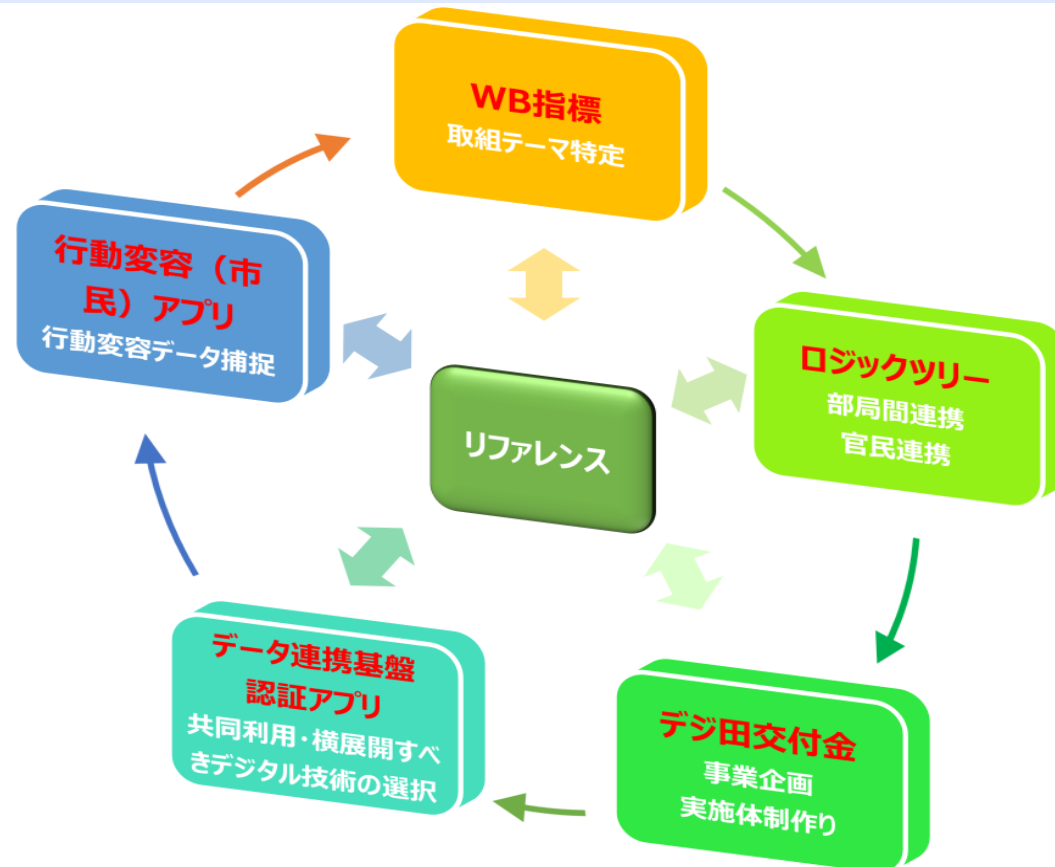 WB指標
取組テーマ特定
行動変容（市
民）アプリ
行動変容データ捕捉
ロジックツリー
部局間連携
官民連携
リファレンス
データ連携基盤
認証アプリ
共同利用・横展開すべ
きデジタル技術の選択
デジ田交付金
事業企画
実施体制作り